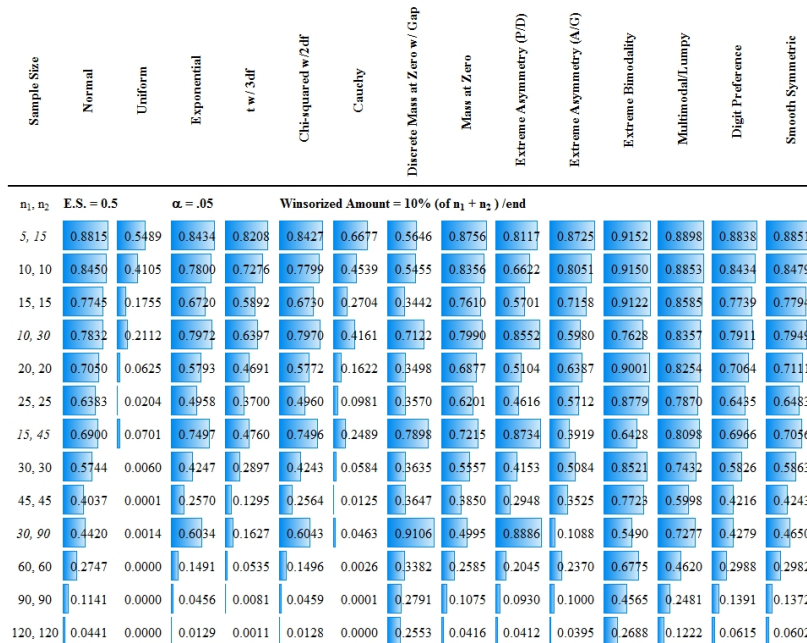 Sample Size Normal Uniform Exponential t w/ 3df Chi-squared w/2df Cauchy Discrete Mass at Zero w/ Gap Mass at Zero Extreme Asymmetry (P/D) Extreme Asymmetry (A/G) Extreme Bimodality Multimodal/Lumpy Digit Preference Smooth Symmetric
n1, n2 E.S. = 0.5 α = .05 Winsorized Amount = 10% (of n1 + n2 ) /end
5, 15 0.8815 0.5489 0.8434 0.8208 0.8427 0.6677 0.5646 0.8756 0.8117 0.8725 0.9152 0.8898 0.8838 0.8851
10, 10 0.8450 0.4105 0.7800 0.7276 0.7799 0.4539 0.5455 0.8356 0.6622 0.8051 0.9150 0.8853 0.8434 0.8479
15, 15 0.7745 0.1755 0.6720 0.5892 0.6730 0.2704 0.3442 0.7610 0.5701 0.7158 0.9122 0.8585 0.7739 0.7794
10, 30 0.7832 0.2112 0.7972 0.6397 0.7970 0.4161 0.7122 0.7990 0.8552 0.5980 0.7628 0.8357 0.7911 0.7949
20, 20 0.7050 0.0625 0.5793 0.4691 0.5772 0.1622 0.3498 0.6877 0.5104 0.6387 0.9001 0.8254 0.7064 0.7111
25, 25 0.6383 0.0204 0.4958 0.3700 0.4960 0.0981 0.3570 0.6201 0.4616 0.5712 0.8779 0.7870 0.6435 0.6483
15, 45 0.6900 0.0701 0.7497 0.4760 0.7496 0.2489 0.7898 0.7215 0.8734 0.3919 0.6428 0.8098 0.6966 0.7056
30, 30 0.5744 0.0060 0.4247 0.2897 0.4243 0.0584 0.3635 0.5557 0.4153 0.5084 0.8521 0.7432 0.5826 0.5863
45, 45 0.4037 0.0001 0.2570 0.1295 0.2564 0.0125 0.3647 0.3850 0.2948 0.3525 0.7723 0.5998 0.4216 0.4243
30, 90 0.4420 0.0014 0.6034 0.1627 0.6043 0.0463 0.9106 0.4995 0.8886 0.1088 0.5490 0.7277 0.4279 0.4650
60, 60 0.2747 0.0000 0.1491 0.0535 0.1496 0.0026 0.3382 0.2585 0.2045 0.2370 0.6775 0.4620 0.2988 0.2982
90, 90 0.1141 0.0000 0.0456 0.0081 0.0459 0.0001 0.2791 0.1075 0.0930 0.1000 0.4565 0.2481 0.1391 0.1372
120, 120 0.0441 0.0000 0.0129 0.0011 0.0128 0.0000 0.2553 0.0416 0.0412 0.0395 0.2688 0.1222 0.0615 0.0602